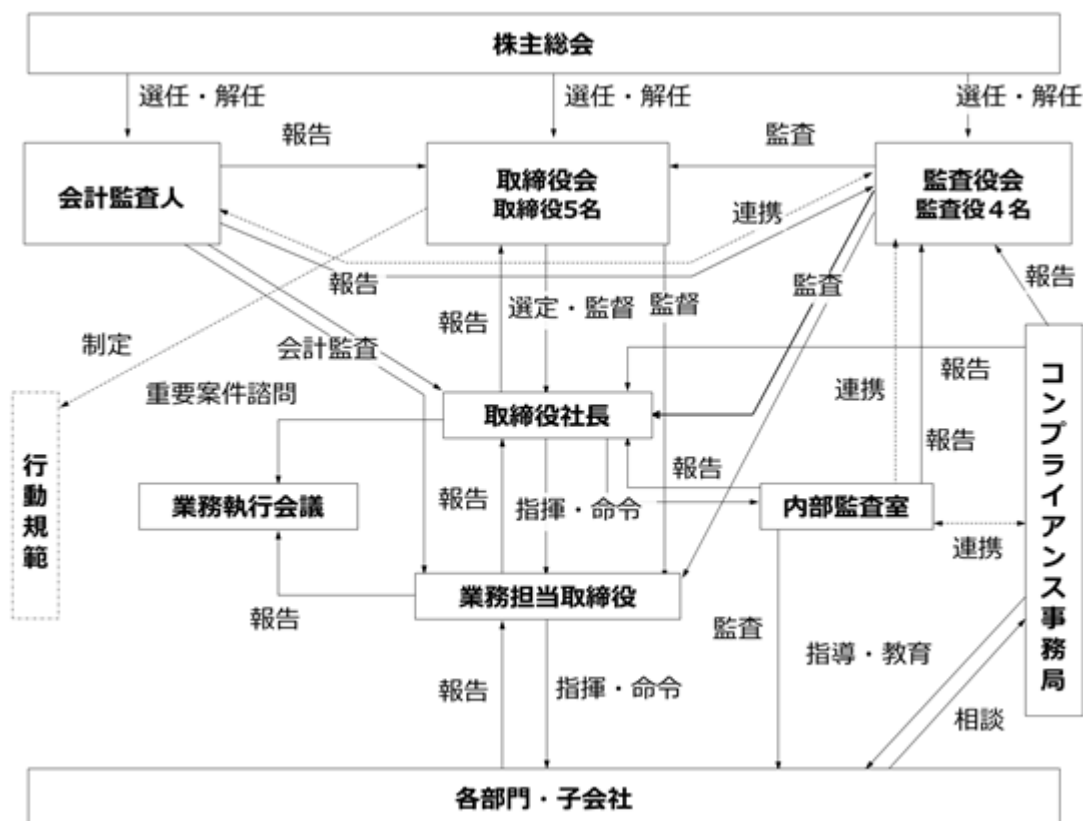 株主総会
選任・解任
選任・解任
選任・解任
報告
監査
会計監査人
取締役会
取締役5名
監査役会
監査役４名
連携
報告
報告
監査
選定・監督
監督
報告
制定
会計監査
報告
連携
重要案件諮問
取締役社長
コンプライアンス事務局
行動規範
報告
報告
業務執行会議
報告
指揮・命令
内部監査室
連携
業務担当取締役
報告
監査
指導・教育
報告
指揮・命令
相談
各部門・子会社